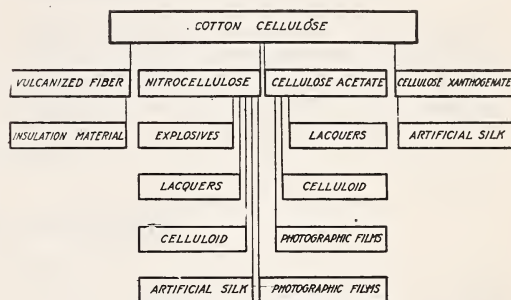 COTTON CELLULOSE
VULCANIZED FIBER
NITROCELLULOSE
CELLULOSE ACETATE
CELLULOSE XANTHOGENATE
INSULATION MATERIAL
EXPLOSIVES
LACQUERS
ARTIFICIAL SILK
LACQUERS
CELLULOID
CELLULOID
PHOTOGRAPHIC FILMS
ARTIFICIAL SILK
PHOTOGRAPHIC FILMS